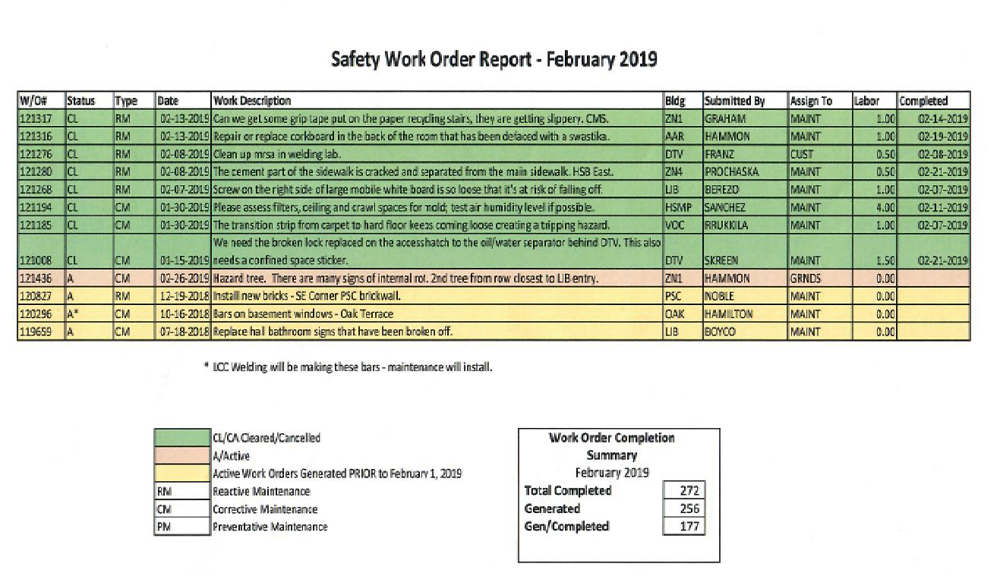 Safety Work Order Report - February 2019
W/O# Status Type Date Work Description Bldg Submitted By Assign To Labor Completed
121317 CL RM 02-13-2019 Can we get some grip tape put on the paper recycling stairs, they are getting slippery. CMS. ZN1 GRAHAM MAINT 1.00 02-14-2019
121316 CL RM 02-13-2019 Repair or replace corkboard in the back of the room that has been defaced with a swastika. AAR HAMMON MAINT 1.00 02-19-2019
121276 CL RM 02-08-2019 Clean up mrsa in welding lab. DTV FRANZ CUST 0.50 02-08-2019
121280 CL RM 02-08-2019 The cement part of the sidewalk is cracked and separated from the main sidewalk. HSB East. ZN4 PROCHASKA MAINT 0.50 02-21-2019
121268 CL RM 02-07-2019 Screw on the right side of large mobile white board is so loose that it's at risk of falling off. LIB BEREZO MAINT 1.00 02-07-2019
121194 CL CM 01-30-2019 Please assess filters, ceiling and crawl spaces for mold; test air humidity level if possible. HSMP SANCHEZ MAINT 4.00 02-11-2019
121185 CL CM 01-30-2019 The transition strip from carpet to hard floor keeps coming loose creating a tripping hazard. VOC RRUKKILA MAINT 1.00 02-07-2019
We need the broken lock replaced on the access hatch to the oil/water separator behind DTV. This also
121008 CL CM 01-15-2019 needs a confined space sticker. DTV SKREEN MAINT 1.50 02-21-2019
121436 A CM 02-26-2019 Hazard tree. There are many signs of internal rot. 2nd tree from row closest to LIB entry. ZN1 HAMMON GRNDS 0.00
120827 A RM 12-19-2018 Install new bricks - SE Corner PSC brickwall. PSC NOBLE MAINT 0.00
120296 A* CM 10-16-2018 Bars on basement windows - Oak Terrace OAK HAMILTON MAINT 0.00
119659 A CM 07-18-2018 Replace hall bathroom signs that have been broken off. LIB BOYCO MAINT 0.00
* LCC Welding will be making these bars - maintenance will install.
CL/CA Cleared/Cancelled
A/Active
Active Work Orders Generated PRIOR to February 1, 2019
RM Reactive Maintenance
CM Corrective Maintenance
PM Preventative Maintenance
Work Order Completion
Summary
February 2019
Total Completed 272
Generated 256
Gen/Completed 177